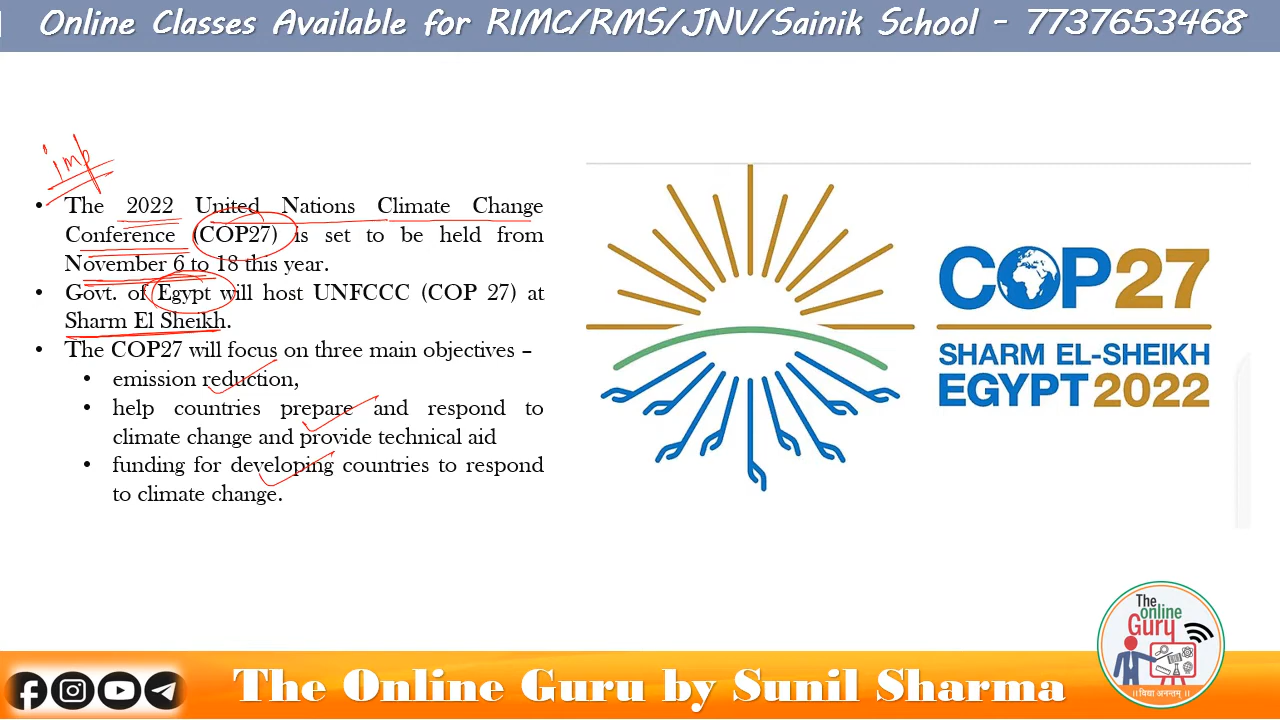 Online Classes Available for RIMC/RMS/JNV/Sainik School - 7737653468
imp
• The 2022 United Nations Climate Change
Conference (COP27) is set to be held from
November 6 to 18 this year.
• Govt. of Egypt will host UNFCCC (COP 27) at
Sharm El Sheikh.
• The COP27 will focus on three main objectives –
• emission reduction,
• help countries prepare and respond to
climate change and provide technical aid
• funding for developing countries to respond
to climate change.
COP27
SHARM EL-SHEIKH
EGYPT 2022
The
online
Guru
।। विद्या अनन्तम् ।।
The Online Guru by Sunil Sharma